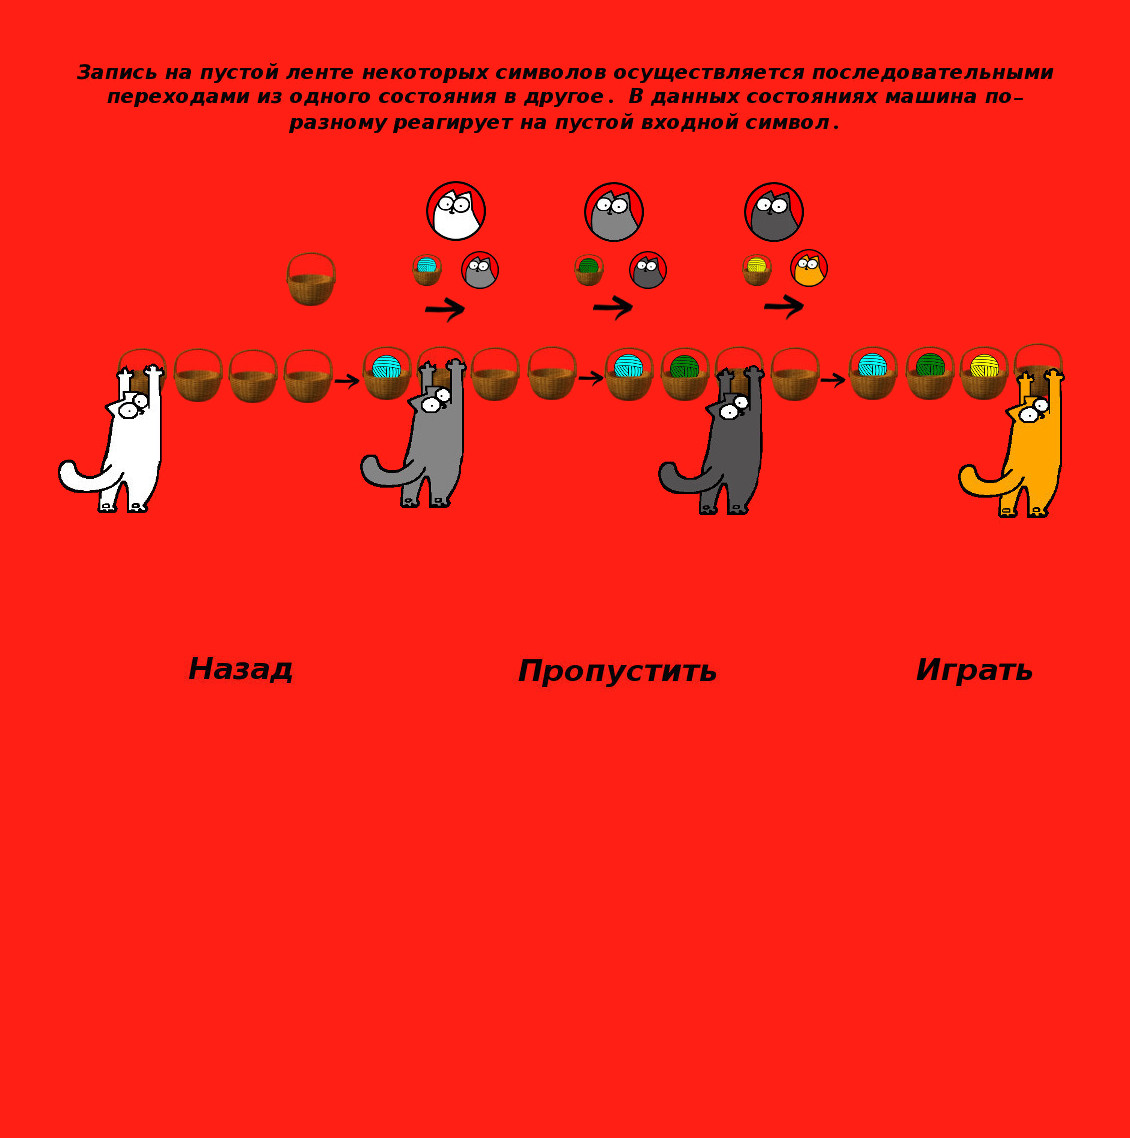 Запись на пустой ленте некоторых символов осуществляется последовательными
переходами из одного состояния в другое. В данных состояниях машина по-
разному реагирует на пустой входной символ.
Назад
Пропустить
Играть